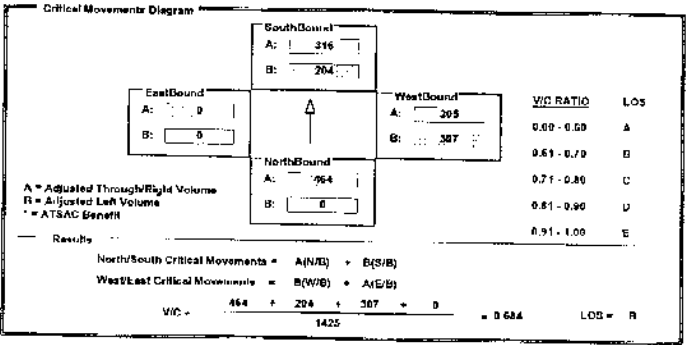 Critical Movements Diagram
SouthBound
A: 316
B: 204
EastBound
A: 0
B: 0
WestBound
A: 205
B: 307
NorthBound
A: 464
B: 0
V/C RATIO LOS
0.00 - 0.60 A
0.61 - 0.70 B
0.71 - 0.80 C
0.81 - 0.90 D
0.91 - 1.00 E
A = Adjusted Through/Right Volume
B = Adjusted Left Volume
* = ATSAC Benefit
Results
North/South Critical Movements = A(N/B) + B(S/B)
West/East Critical Movements = B(W/B) + A(E/B)
V/C = 464 + 204 + 307 + 0 = 0.684 LOS = B
1425